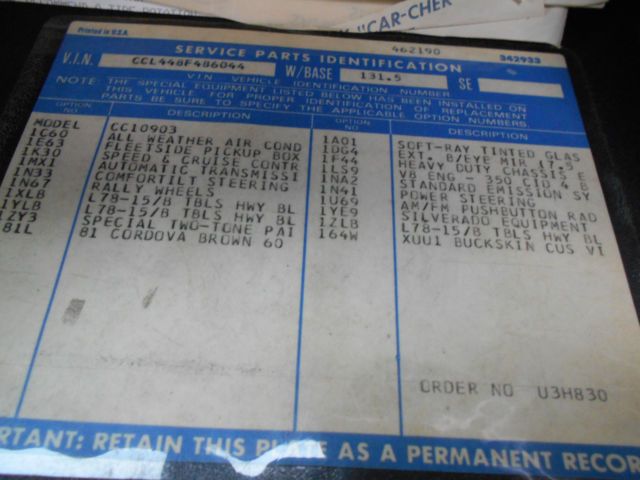 "CAR-CHER
Printed in U.S.A.
SERVICE PARTS IDENTIFICATION
462190
342933
V.I.N. CCL448F486044 W/BASE 131.5 SE
VIN VEHICLE IDENTIFICATION NUMBER
NOTE: THE SPECIAL EQUIPMENT LISTED BELOW HAS BEEN INSTALLED ON
THIS VEHICLE. FOR PROPER IDENTIFICATION OF REPLACEMENT
PARTS BE SURE TO SPECIFY THE APPLICABLE OPTION NUMBERS.
OPTION NO. DESCRIPTION OPTION NO DESCRIPTION
MODEL CC10903
1C60 ALL WEATHER AIR COND
1E63 FLEETSIDE PICKUP BOX
1K30 SPEED & CRUISE CONTR
1MX1 AUTOMATIC TRANSMISSI
1N33 COMFORTILT STEERING
1N67 RALLY WHEELS
1XL8 L78-15/B TBLS HWY BL
1YL8 L78-15/B TBLS HWY BL
1ZY3 SPECIAL TWO-TONE PAI
81L 81 CORDOVA BROWN 60
1A01 SOFT-RAY TINTED GLAS
1DG4 EXT. B/EYE MIR LT.5
1F44 HEAVY DUTY CHASSIS E
1LS9 V8 ENG - 350 CID 4 B
1NA2 STANDARD EMISSION SY
1N41 POWER STEERING
1U69 AM/FM PUSHBUTTON RAD
1YE9 SILVERADO EQUIPMENT
1ZL8 L78-15/B TBLS HWY BL
164W XUU1 BUCKSKIN CUS VI
ORDER NO U3H830
RTANT: RETAIN THIS PLATE AS A PERMANENT RECOR